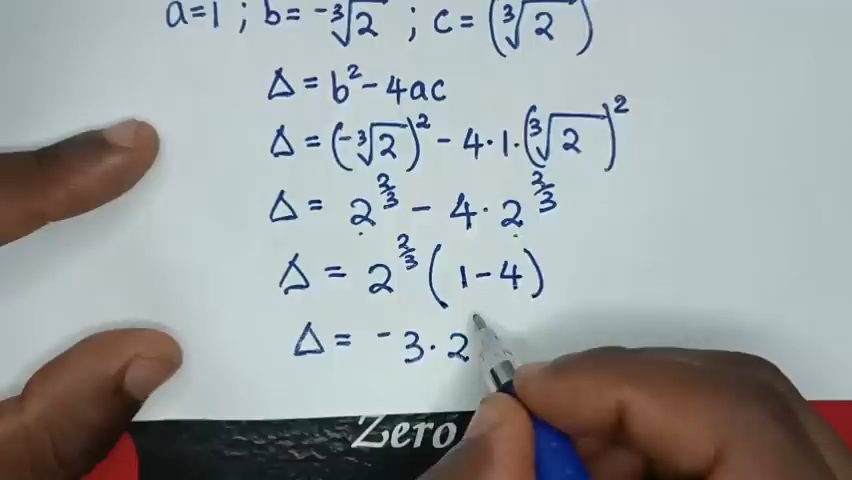 a=1 ; b= -∛2 ; c= (∛2 )
Δ = b² - 4ac
Δ = (-∛2)² - 4·1·(∛2 )²
Δ = 2^(2/3) - 4·2^(2/3)
Δ = 2^(2/3) (1-4)
Δ = -3·2
Zero